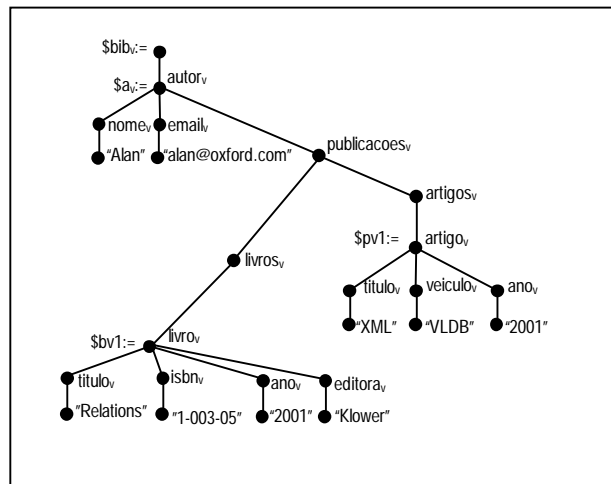 $bibv:=
autorv
$av:=
nomev emailv
publicacoesv
"Alan" "alan@oxford.com"
artigosv
$pv1:= artigov
livrosv
titulov veiculov anov
"XML" "VLDB" "2001"
$bv1:= livrov
titulov isbnv anov editorav
"Relations" "1-003-05" "2001" "Klower"